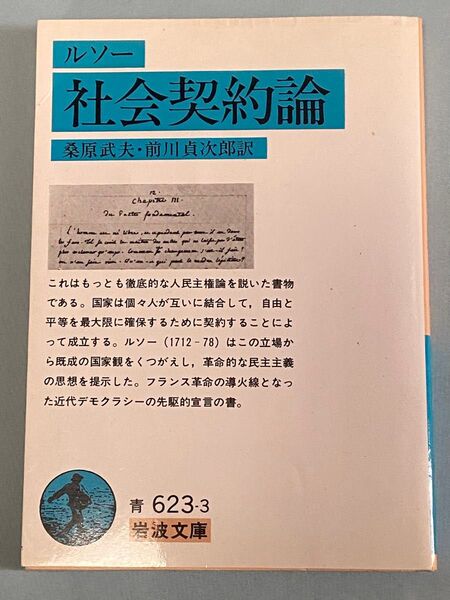 ルソー
社会契約論
桑原武夫・前川貞次郎訳
Chapitre III.
これはもっとも徹底的な人民主権論を説いた書物
である。国家は個々人が互いに結合して，自由と
平等を最大限に確保するために契約することによ
って成立する。ルソー（1712－78）はこの立場か
ら既成の国家観をくつがえし，革命的な民主主義
の思想を提示した。フランス革命の導火線となっ
た近代デモクラシーの先駆的宣言の書。
青 623-3
岩波文庫